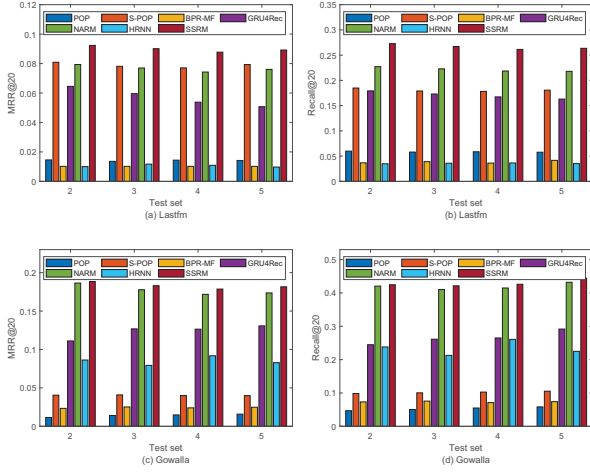 0.12
0.1
0.08
0.06
0.04
0.02
0
MRR@20
POP S-POP BPR-MF GRU4Rec
NARM HRNN SSRM
2 3 4 5
Test set
(a) Lastfm
0.35
0.3
0.25
0.2
0.15
0.1
0.05
0
Recall@20
POP S-POP BPR-MF GRU4Rec
NARM HRNN SSRM
2 3 4 5
Test set
(b) Lastfm
0.2
0.15
0.1
0.05
0
MRR@20
POP S-POP BPR-MF GRU4Rec
NARM HRNN SSRM
2 3 4 5
Test set
(c) Gowalla
0.5
0.4
0.3
0.2
0.1
0
Recall@20
POP S-POP BPR-MF GRU4Rec
NARM HRNN SSRM
2 3 4 5
Test set
(d) Gowalla